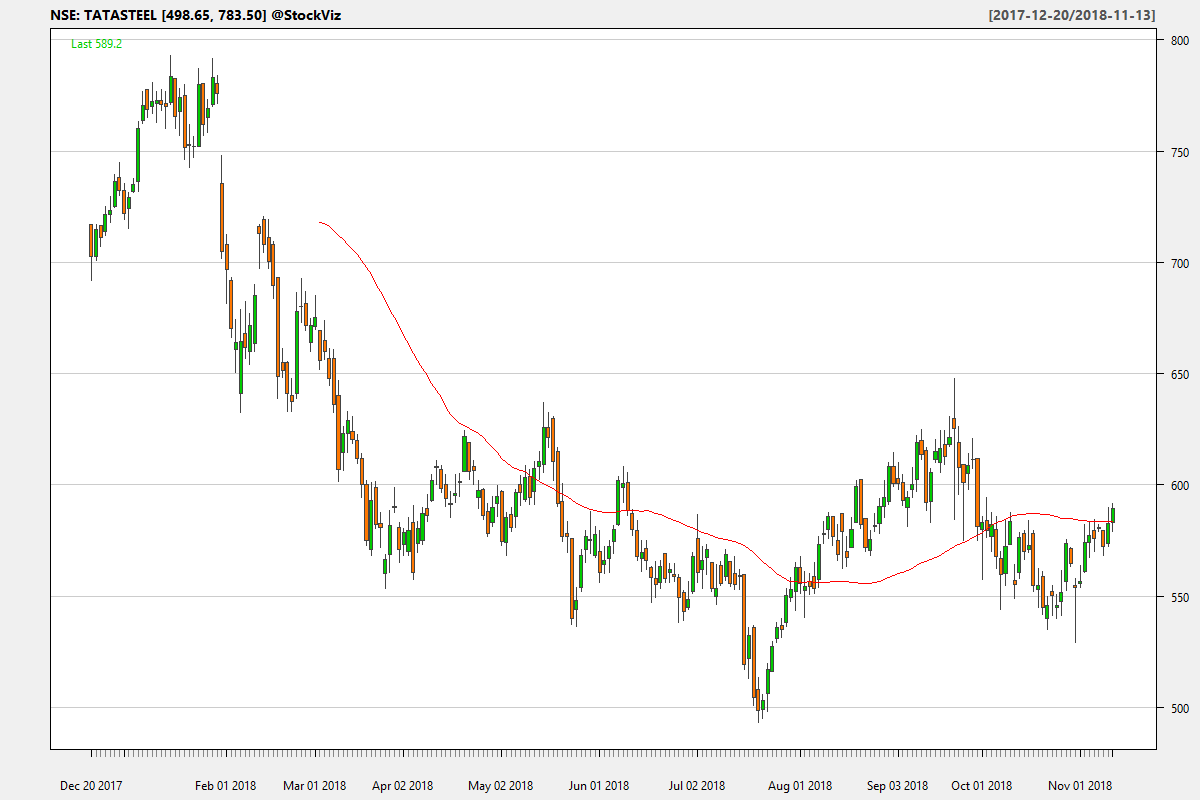 NSE: TATASTEEL [498.65, 783.50] @StockViz
[2017-12-20/2018-11-13]
Last 589.2
800
750
700
650
600
550
500
Dec 20 2017
Feb 01 2018
Mar 01 2018
Apr 02 2018
May 02 2018
Jun 01 2018
Jul 02 2018
Aug 01 2018
Sep 03 2018
Oct 01 2018
Nov 01 2018